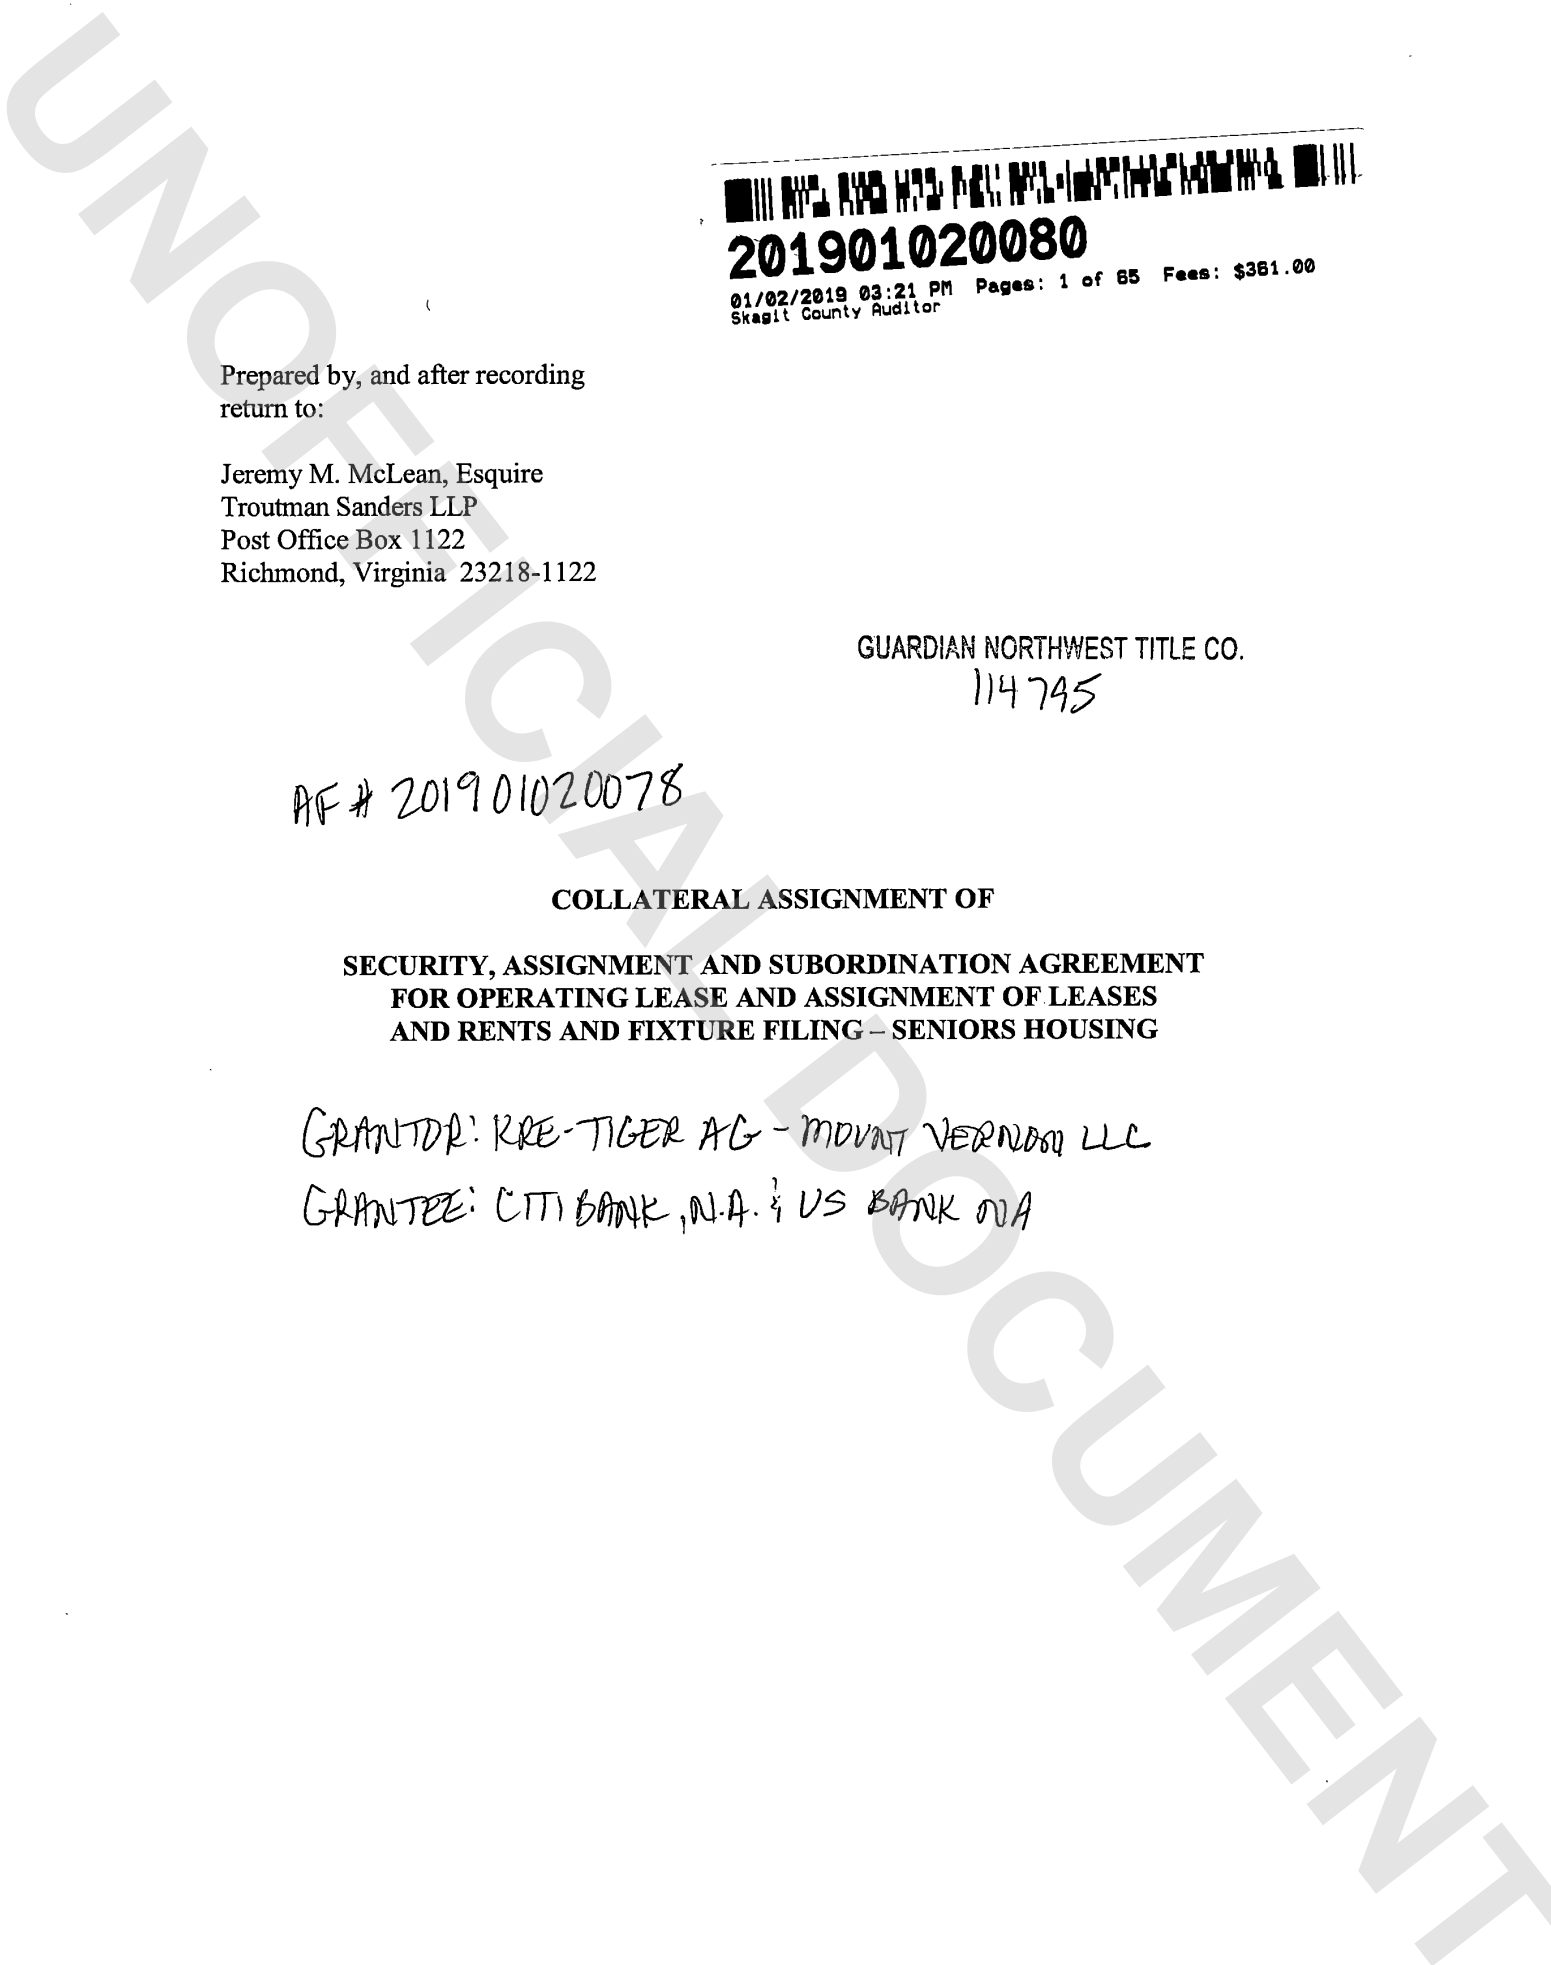 201901020080
01/02/2019 03:21 PM Pages: 1 of 65 Fees: $361.00
Skagit County Auditor
Prepared by, and after recording
return to:
Jeremy M. McLean, Esquire
Troutman Sanders LLP
Post Office Box 1122
Richmond, Virginia 23218-1122
GUARDIAN NORTHWEST TITLE CO.
114795
AF# 201901020078
COLLATERAL ASSIGNMENT OF
SECURITY, ASSIGNMENT AND SUBORDINATION AGREEMENT
FOR OPERATING LEASE AND ASSIGNMENT OF LEASES
AND RENTS AND FIXTURE FILING – SENIORS HOUSING
GRANTOR: KRE-TIGER AG - MOUNT VERNON LLC
GRANTEE: CITIBANK, N.A. & US BANK NA
UNOFFICIAL DOCUMENT